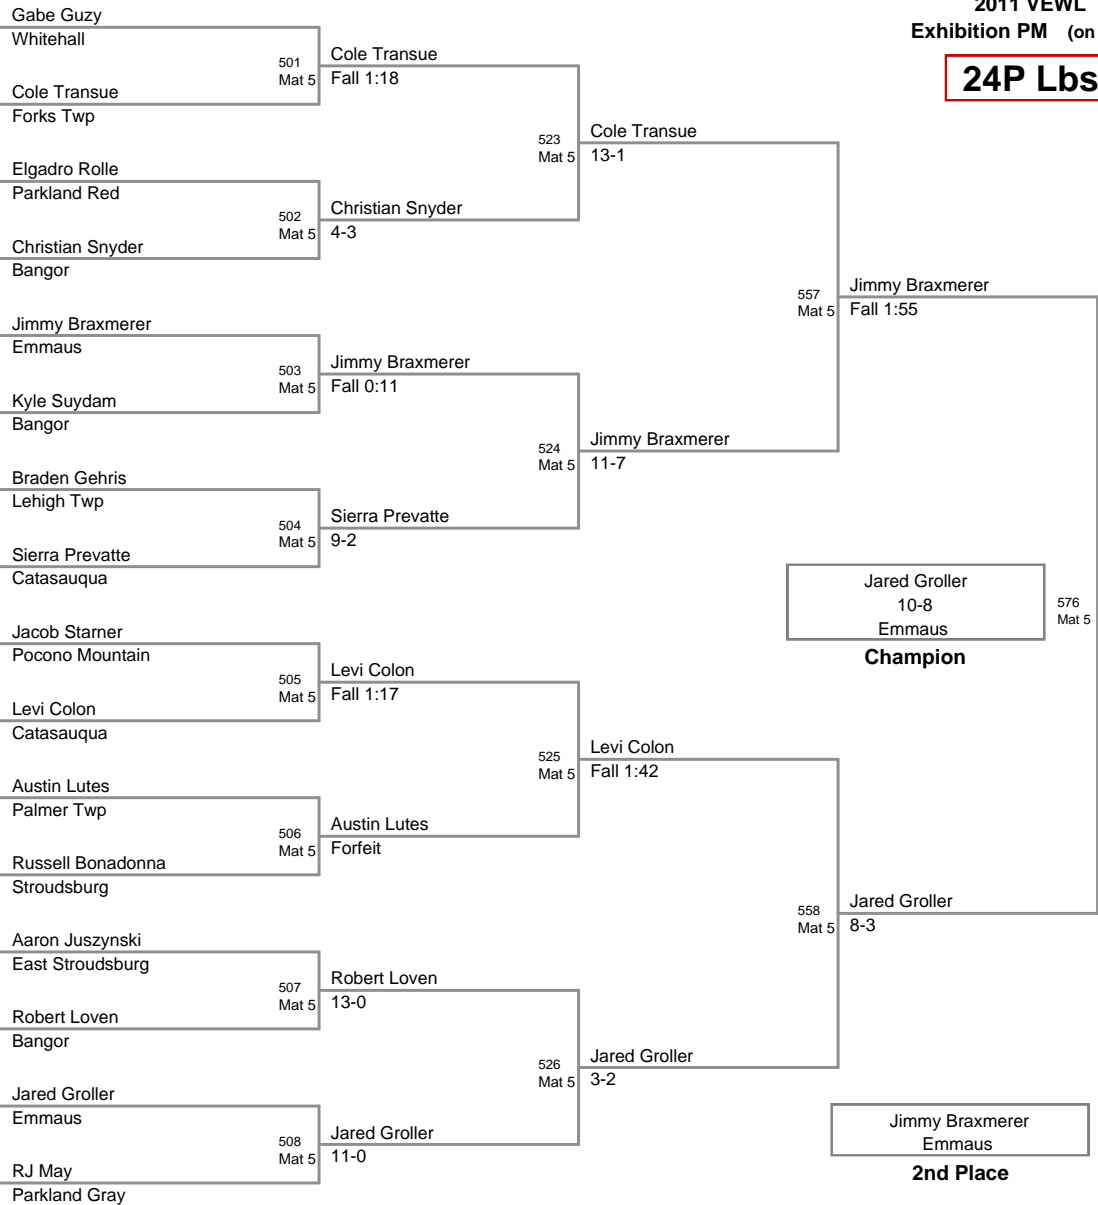 2011 VEWL
Exhibition PM (on
24P Lbs
Gabe Guzy
Whitehall
501
Mat 5
Cole Transue
Fall 1:18
Cole Transue
Forks Twp
523
Mat 5
Cole Transue
13-1
Elgadro Rolle
Parkland Red
502
Mat 5
Christian Snyder
4-3
Christian Snyder
Bangor
557
Mat 5
Jimmy Braxmerer
Fall 1:55
Jimmy Braxmerer
Emmaus
503
Mat 5
Jimmy Braxmerer
Fall 0:11
Kyle Suydam
Bangor
524
Mat 5
Jimmy Braxmerer
11-7
Braden Gehris
Lehigh Twp
504
Mat 5
Sierra Prevatte
9-2
Sierra Prevatte
Catasauqua
Jared Groller
10-8
Emmaus
576
Mat 5
Champion
Jacob Starner
Pocono Mountain
505
Mat 5
Levi Colon
Fall 1:17
Levi Colon
Catasauqua
525
Mat 5
Levi Colon
Fall 1:42
Austin Lutes
Palmer Twp
506
Mat 5
Austin Lutes
Forfeit
Russell Bonadonna
Stroudsburg
558
Mat 5
Jared Groller
8-3
Aaron Juszynski
East Stroudsburg
507
Mat 5
Robert Loven
13-0
Robert Loven
Bangor
526
Mat 5
Jared Groller
3-2
Jared Groller
Emmaus
508
Mat 5
Jared Groller
11-0
RJ May
Parkland Gray
Jimmy Braxmerer
Emmaus
2nd Place